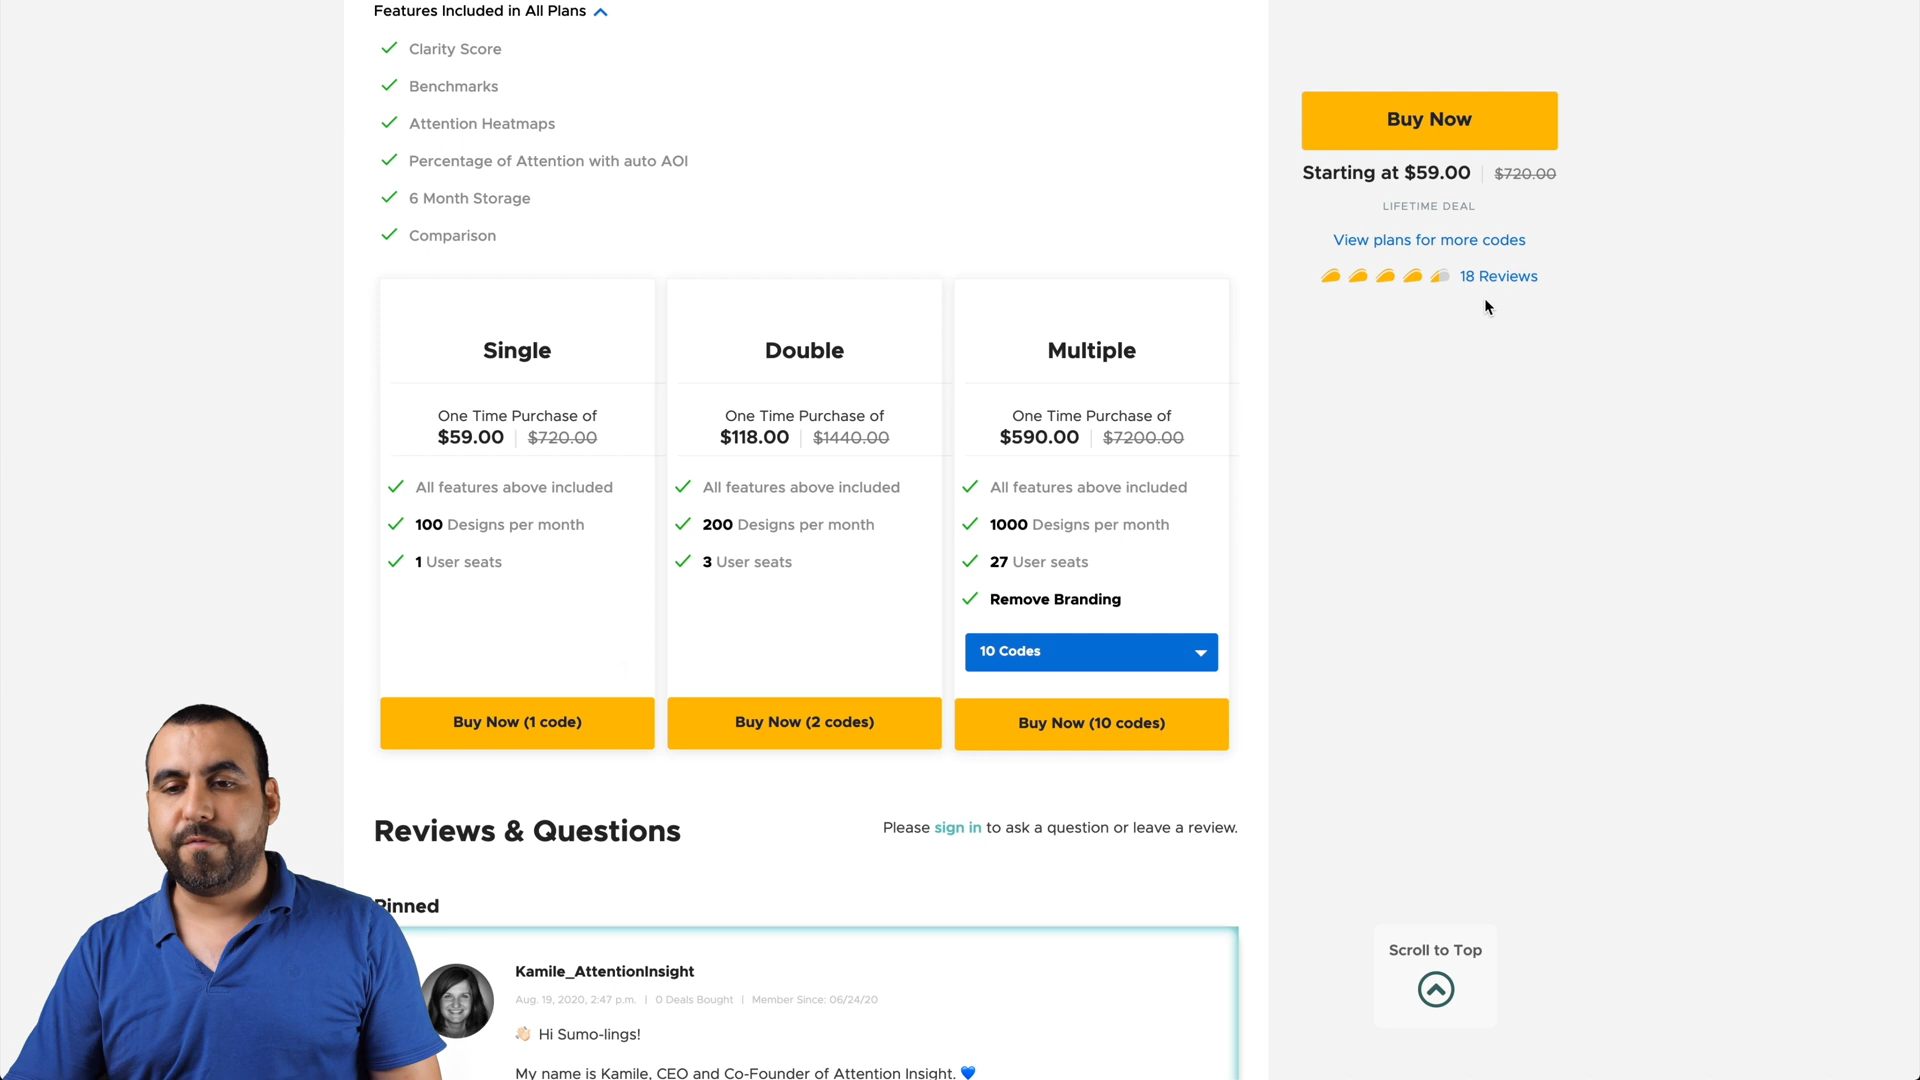 Features Included in All Plans
Clarity Score
Benchmarks
Attention Heatmaps
Percentage of Attention with auto AOI
6 Month Storage
Comparison
Buy Now
Starting at $59.00 | $720.00
LIFETIME DEAL
View plans for more codes
18 Reviews
Single
One Time Purchase of
$59.00 | $720.00
All features above included
100 Designs per month
1 User seats
Buy Now (1 code)
Double
One Time Purchase of
$118.00 | $1440.00
All features above included
200 Designs per month
3 User seats
Buy Now (2 codes)
Multiple
One Time Purchase of
$590.00 | $7200.00
All features above included
1000 Designs per month
27 User seats
Remove Branding
10 Codes
Buy Now (10 codes)
Reviews & Questions
Please sign in to ask a question or leave a review.
Pinned
Kamile_AttentionInsight
Aug. 19, 2020, 2:47 p.m. | 0 Deals Bought | Member Since: 06/24/20
👋🏻 Hi Sumo-lings!
My name is Kamile, CEO and Co-Founder of Attention Insight. 💙
Scroll to Top